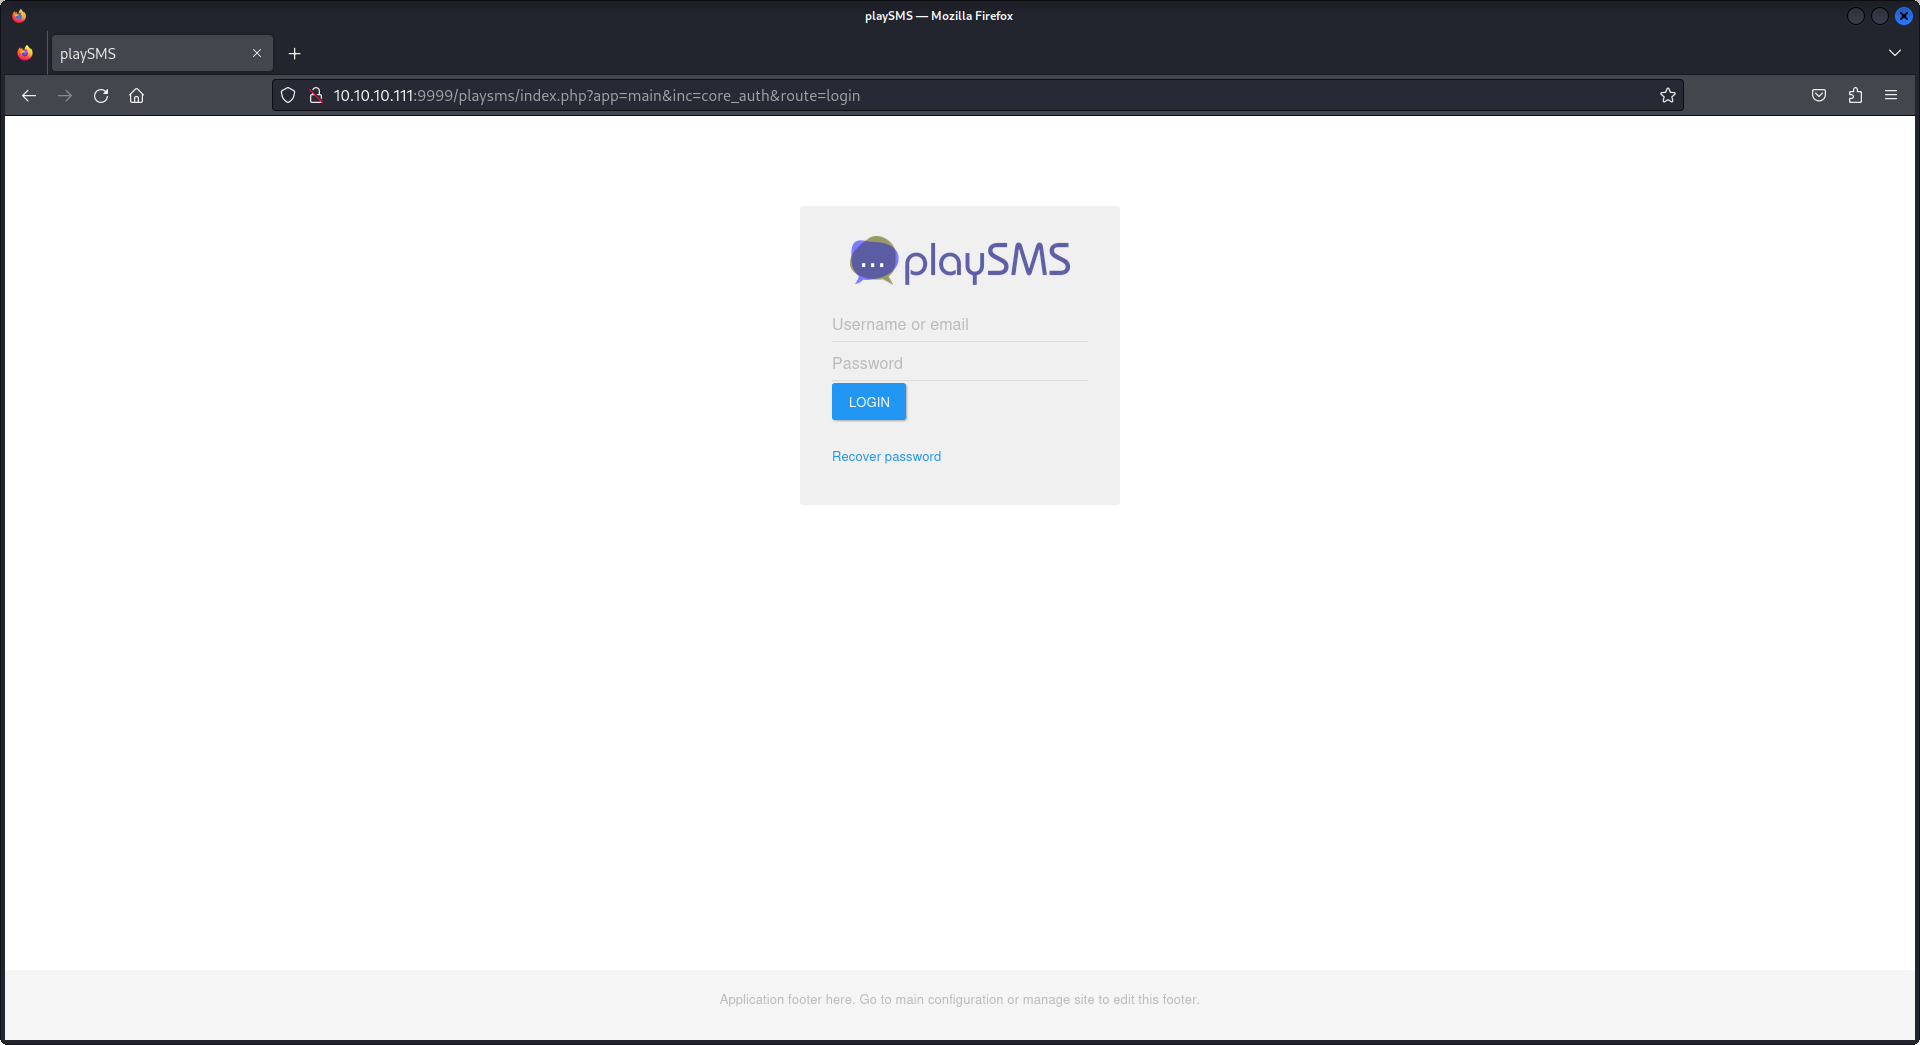 playSMS — Mozilla Firefox
playSMS
10.10.10.111:9999/playsms/index.php?app=main&inc=core_auth&route=login
playSMS
Username or email
Password
LOGIN
Recover password
Application footer here. Go to main configuration or manage site to edit this footer.